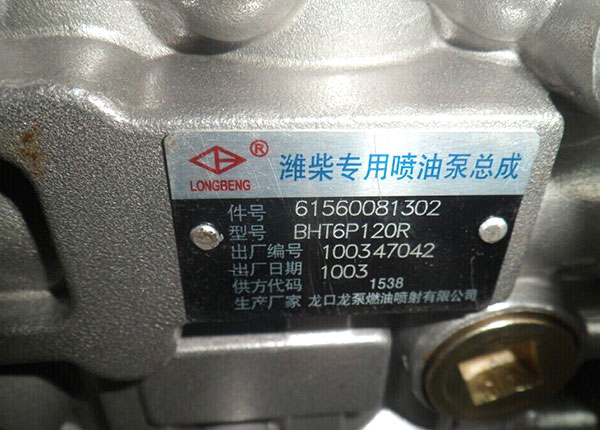 LONGBENG ® 潍柴专用喷油泵总成
件号 61560081302
型号 BHT6P120R
出厂编号 100347042
出厂日期 1003
供方代码 1538
生产厂家 龙口龙泵燃油喷射有限公司